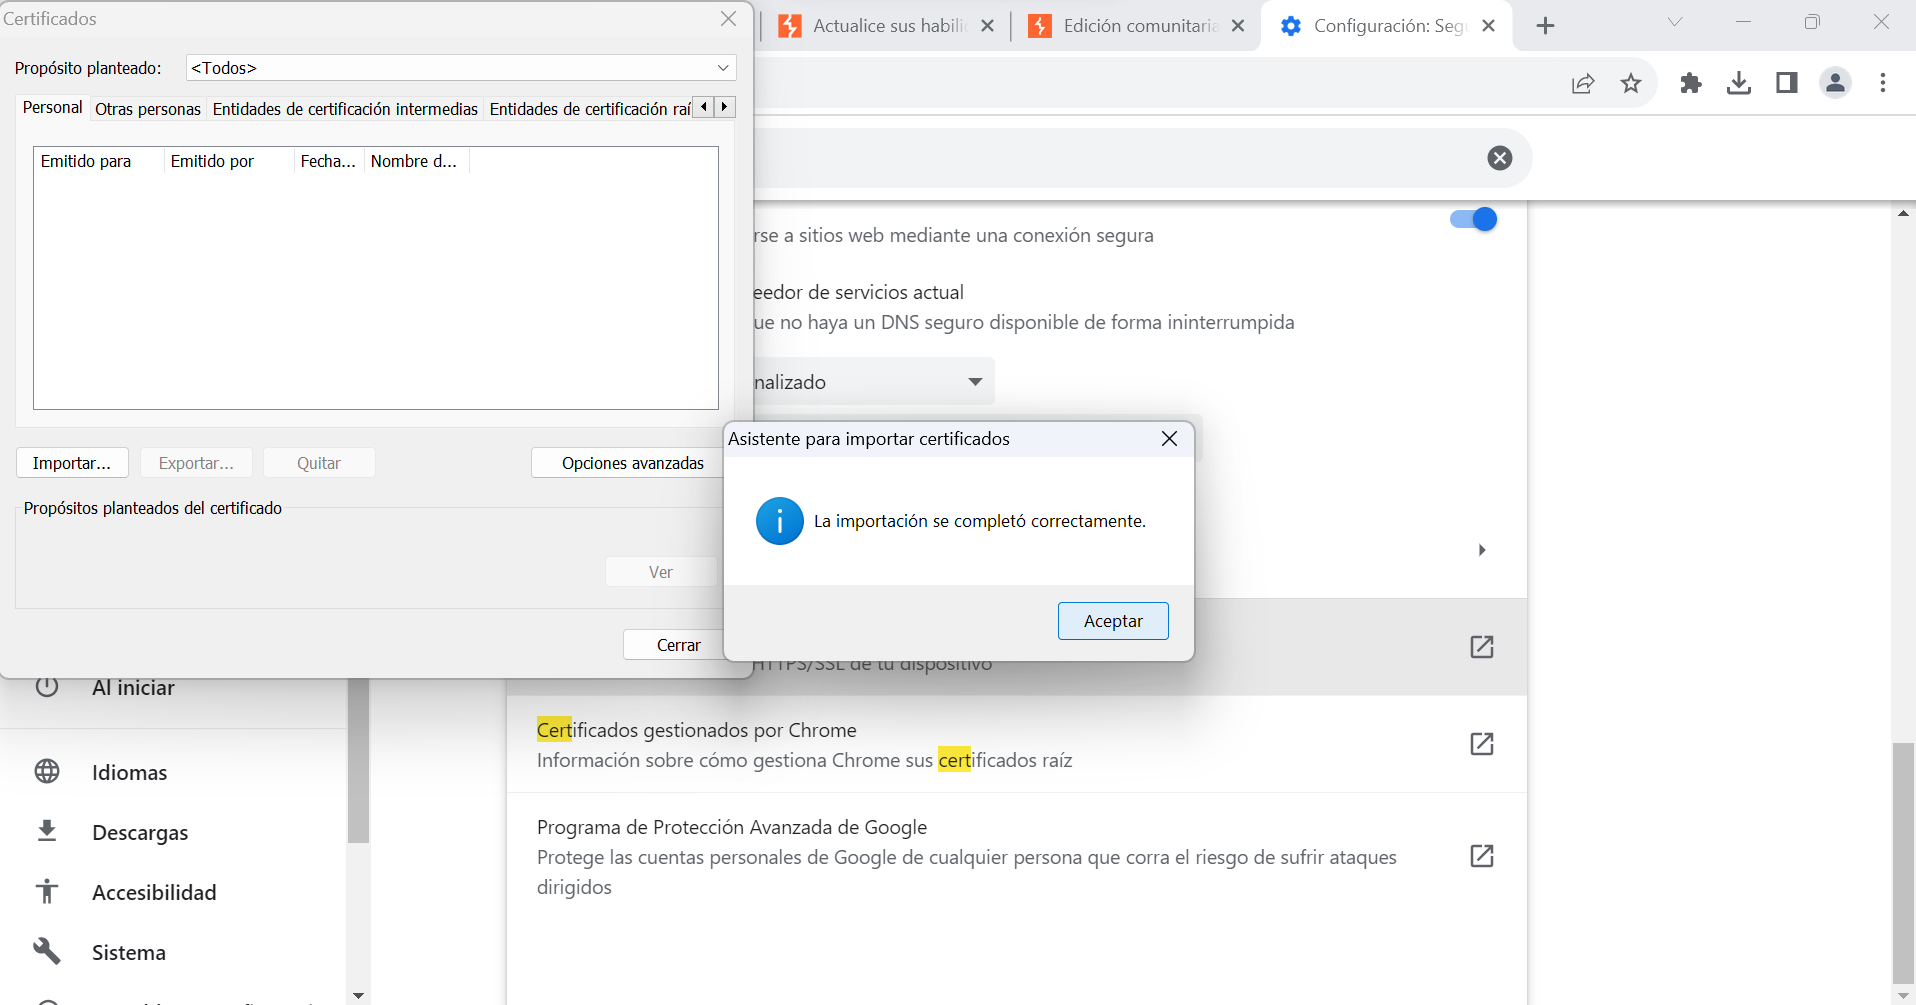 Certificados
Propósito planteado:
<Todos>
Personal
Otras personas
Entidades de certificación intermedias
Entidades de certificación raí
Emitido para
Emitido por
Fecha...
Nombre d...
Importar...
Exportar...
Quitar
Opciones avanzadas
Propósitos planteados del certificado
Ver
Cerrar
Actualice sus habili
Edición comunitaria
Configuración: Seg
rse a sitios web mediante una conexión segura
eedor de servicios actual
ue no haya un DNS seguro disponible de forma ininterrumpida
nalizado
Asistente para importar certificados
La importación se completó correctamente.
Aceptar
HTTPS/SSL de tu dispositivo
Certificados gestionados por Chrome
Información sobre cómo gestiona Chrome sus certificados raíz
Programa de Protección Avanzada de Google
Protege las cuentas personales de Google de cualquier persona que corra el riesgo de sufrir ataques
dirigidos
Al iniciar
Idiomas
Descargas
Accesibilidad
Sistema